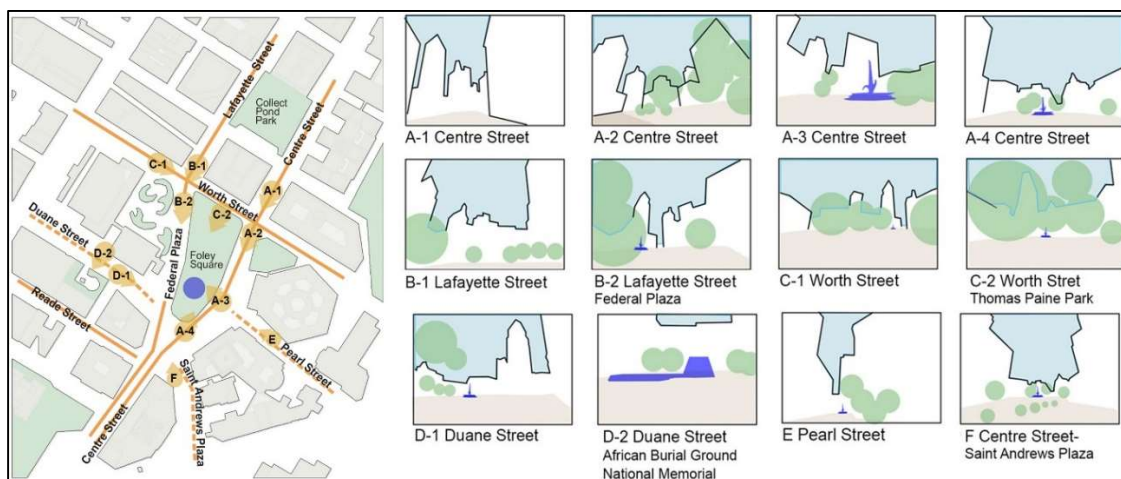 Lafayette Street
Collect
Pond
Park
Centre Street
C-1
B-1
Worth Street
A-1
B-2
C-2
A-2
Duane Street
D-2
D-1
Federal Plaza
Foley
Square
Reade Street
A-3
A-4
E
Pearl Street
F
Saint Andrews Plaza
Centre Street
A-1 Centre Street
A-2 Centre Street
A-3 Centre Street
A-4 Centre Street
B-1 Lafayette Street
B-2 Lafayette Street
Federal Plaza
C-1 Worth Street
C-2 Worth Stret
Thomas Paine Park
D-1 Duane Street
D-2 Duane Street
African Burial Ground
National Memorial
E Pearl Street
F Centre Street-
Saint Andrews Plaza